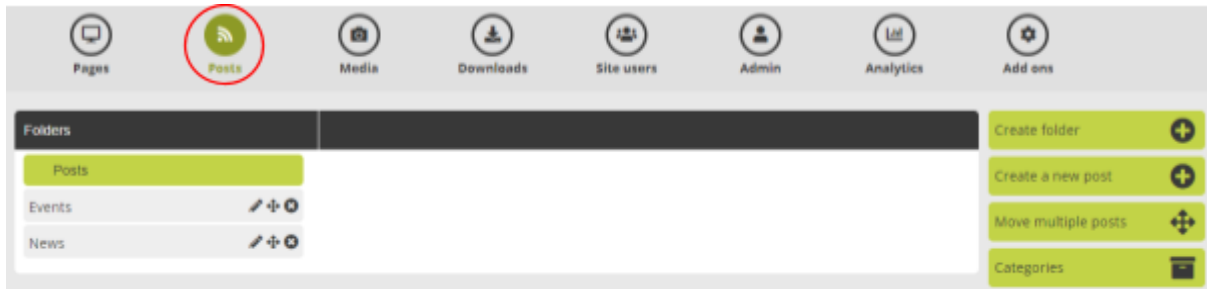 Pages Posts Media Downloads Site users Admin Analytics Add ons
Folders
Posts
Events
News
Create folder
Create a new post
Move multiple posts
Categories